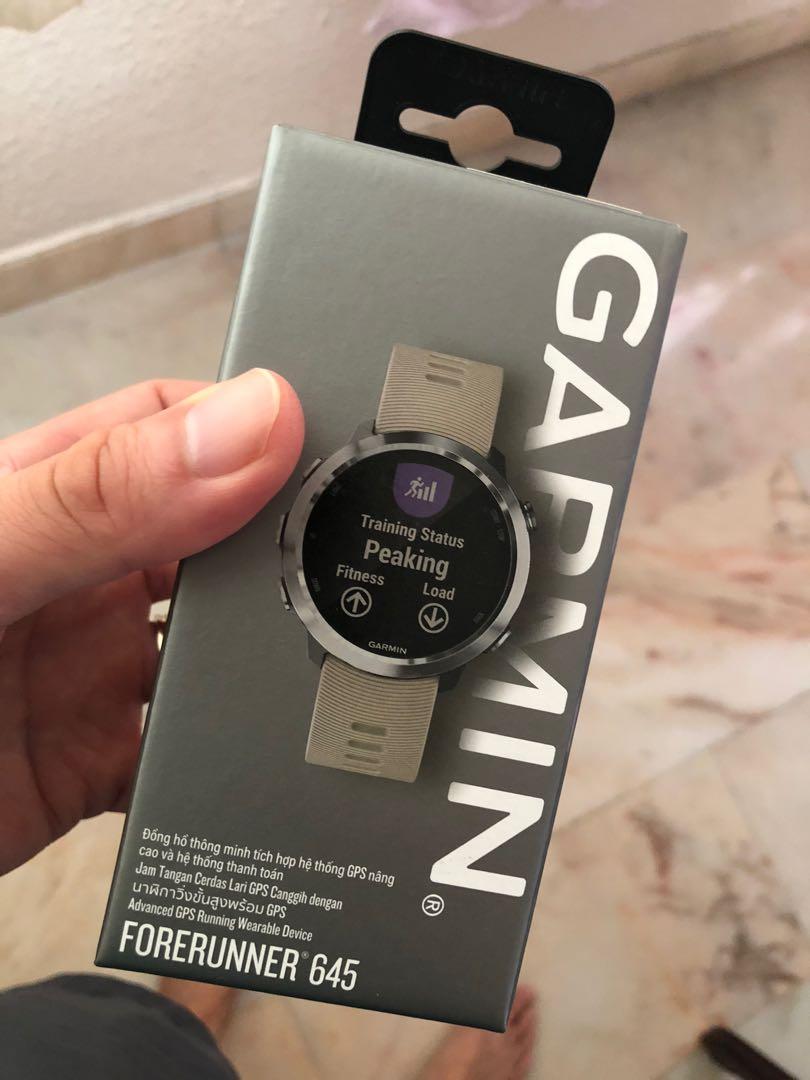 GARMIN®
Training Status
Peaking
Fitness Load
GARMIN
Đồng hồ thông minh tích hợp hệ thống GPS nâng
cao và hệ thống thanh toán
Jam Tangan Cerdas Lari GPS Canggih dengan
นาฬิกาวิ่งขั้นสูงพร้อม GPS
Advanced GPS Running Wearable Device
FORERUNNER® 645